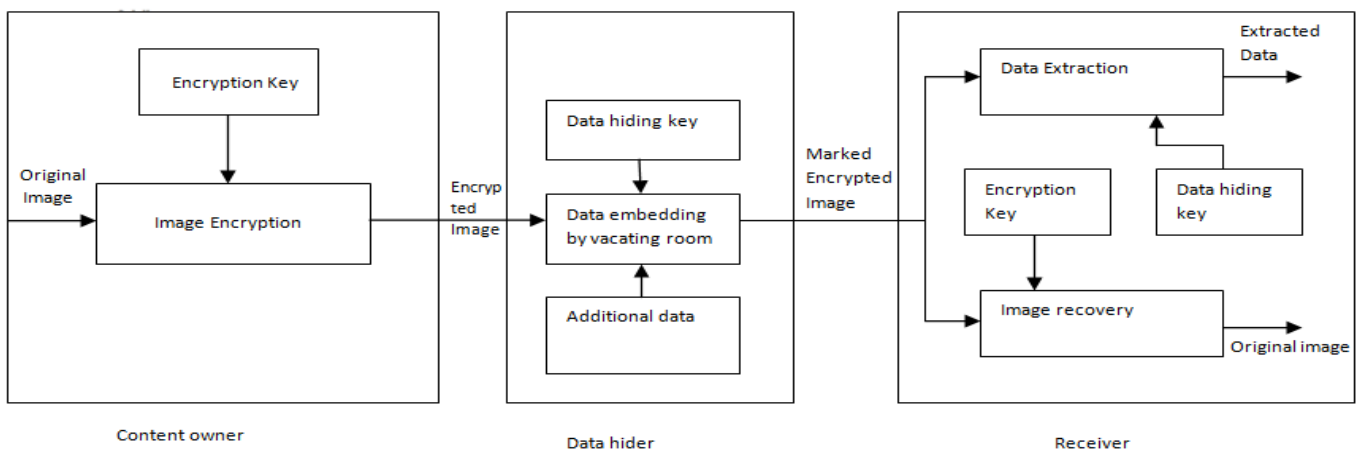 Encryption Key
Original
Image
Image Encryption
Encryp
ted
Image
Content owner
Data hiding key
Data embedding
by vacating room
Additional data
Data hider
Marked
Encrypted
Image
Data Extraction
Extracted
Data
Encryption
Key
Data hiding
key
Image recovery
Original image
Receiver